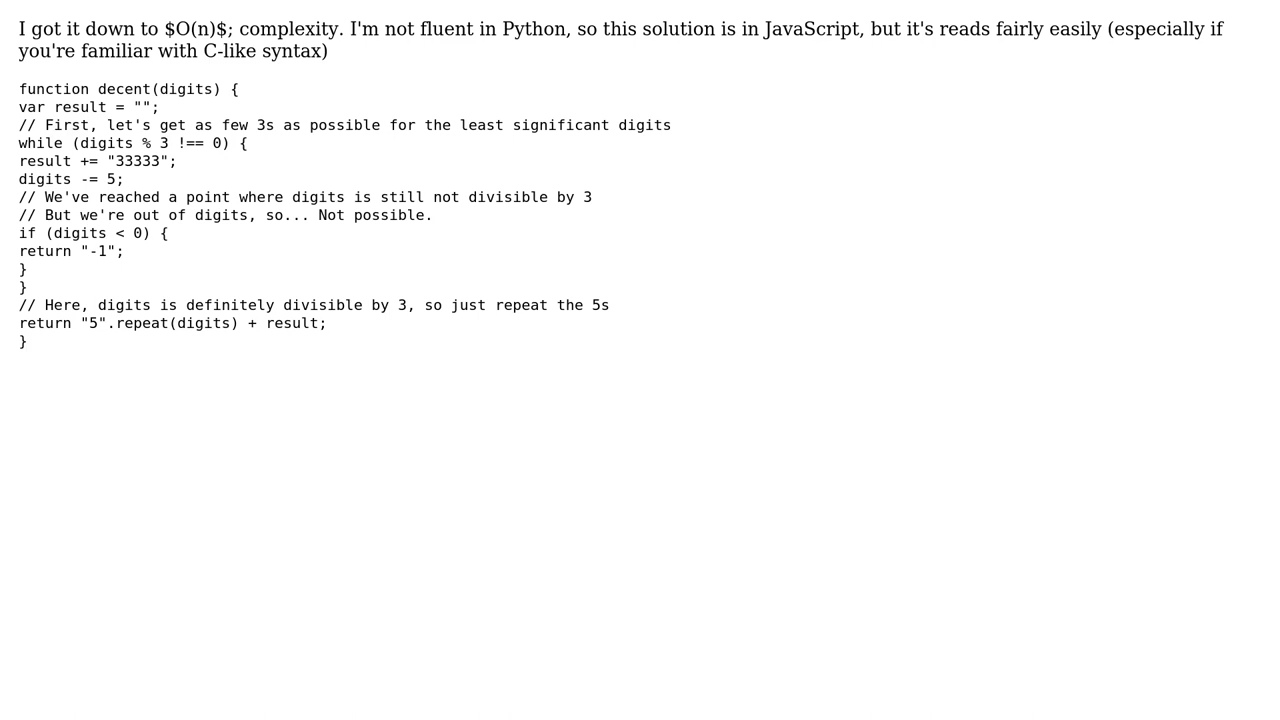 I got it down to $O(n)$; complexity. I'm not fluent in Python, so this solution is in JavaScript, but it's reads fairly easily (especially if
you're familiar with C-like syntax)
function decent(digits) {
var result = "";
// First, let's get as few 3s as possible for the least significant digits
while (digits % 3 !== 0) {
result += "33333";
digits -= 5;
// We've reached a point where digits is still not divisible by 3
// But we're out of digits, so... Not possible.
if (digits < 0) {
return "-1";
}
}
// Here, digits is definitely divisible by 3, so just repeat the 5s
return "5".repeat(digits) + result;
}